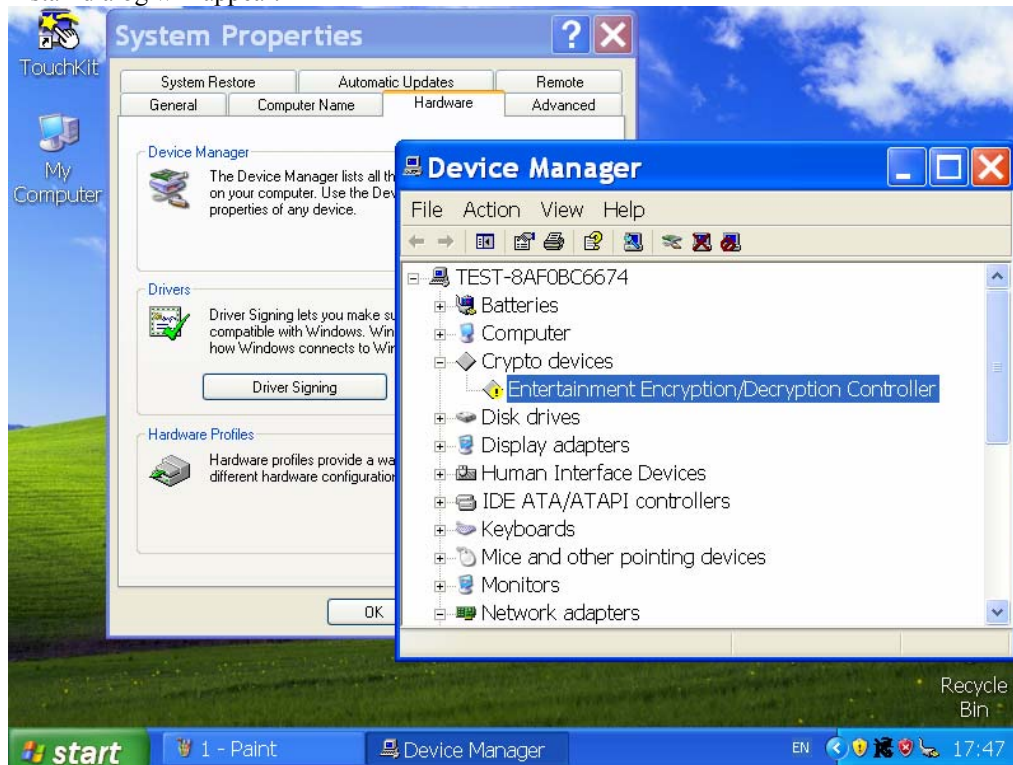 TouchKit
My
Computer
System Properties
System Restore
Automatic Updates
Remote
General
Computer Name
Hardware
Advanced
Device Manager
The Device Manager lists all th
on your computer. Use the Dev
properties of any device.
Drivers
Driver Signing lets you make su
compatible with Windows. Win
how Windows connects to Wi
Driver Signing
Hardware Profiles
Hardware profiles provide a wa
different hardware configuration
OK
Device Manager
File Action View Help
TEST-8AF0BC6674
Batteries
Computer
Crypto devices
Entertainment Encryption/Decryption Controller
Disk drives
Display adapters
Human Interface Devices
IDE ATA/ATAPI controllers
Keyboards
Mice and other pointing devices
Monitors
Network adapters
Recycle
Bin
start
1 - Paint
Device Manager
EN
17:47